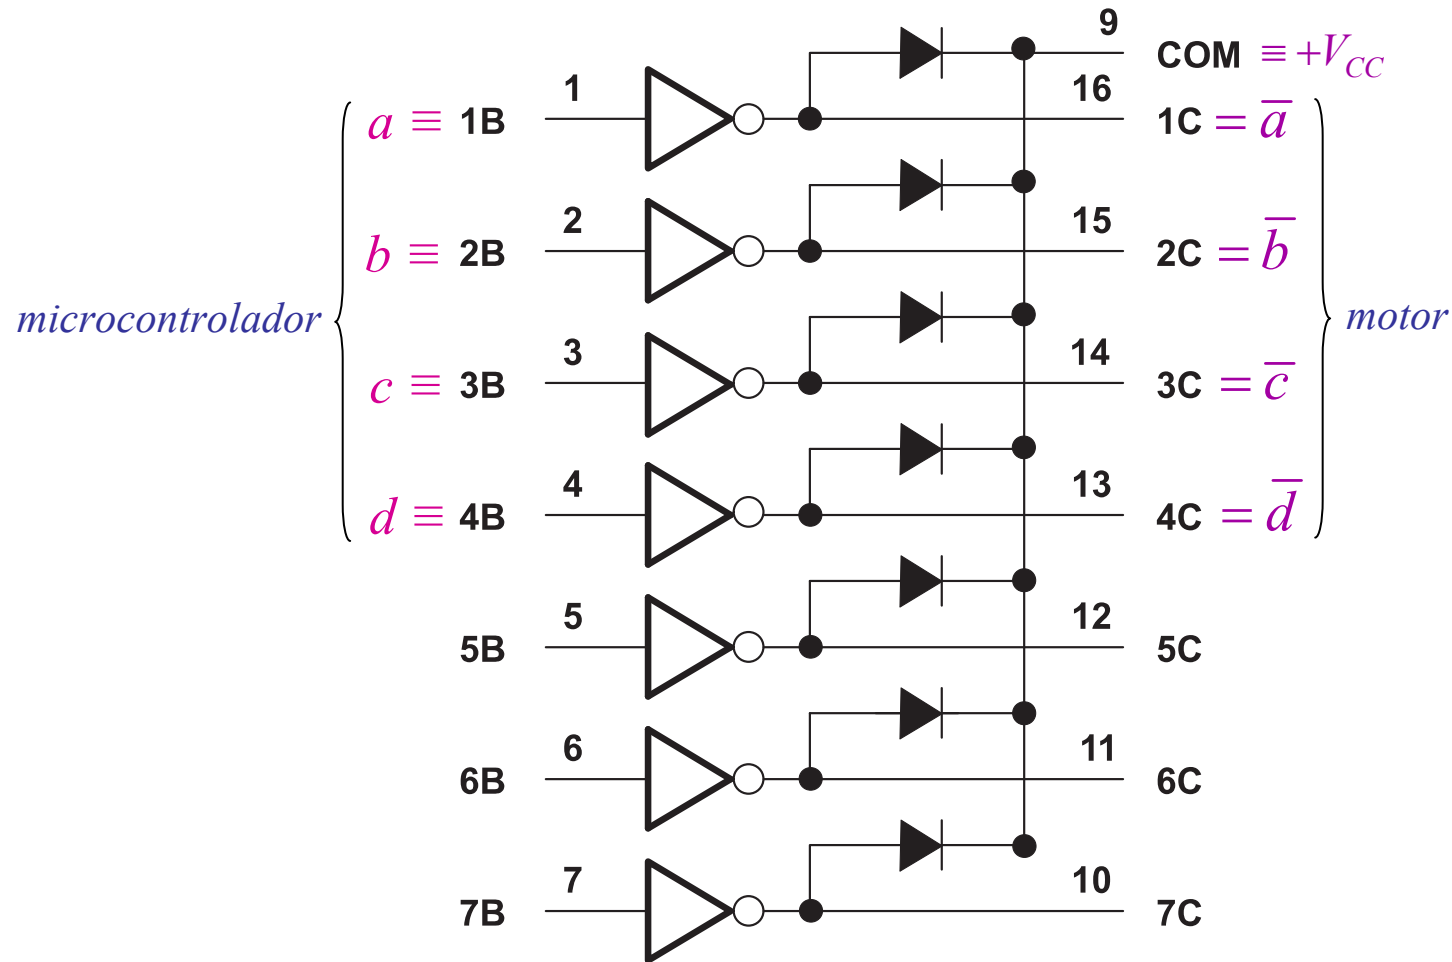 9
COM ≡ +V_CC
1 16
a ≡ 1B 1C = a̅
2 15
b ≡ 2B 2C = b̅
microcontrolador motor
3 14
c ≡ 3B 3C = c̅
4 13
d ≡ 4B 4C = d̅
5 12
5B 5C
6 11
6B 6C
7 10
7B 7C